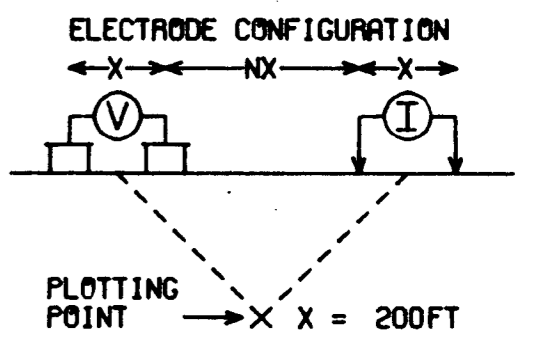 ELECTRODE CONFIGURATION
X NX X
V I
PLOTTING
POINT X X = 200FT